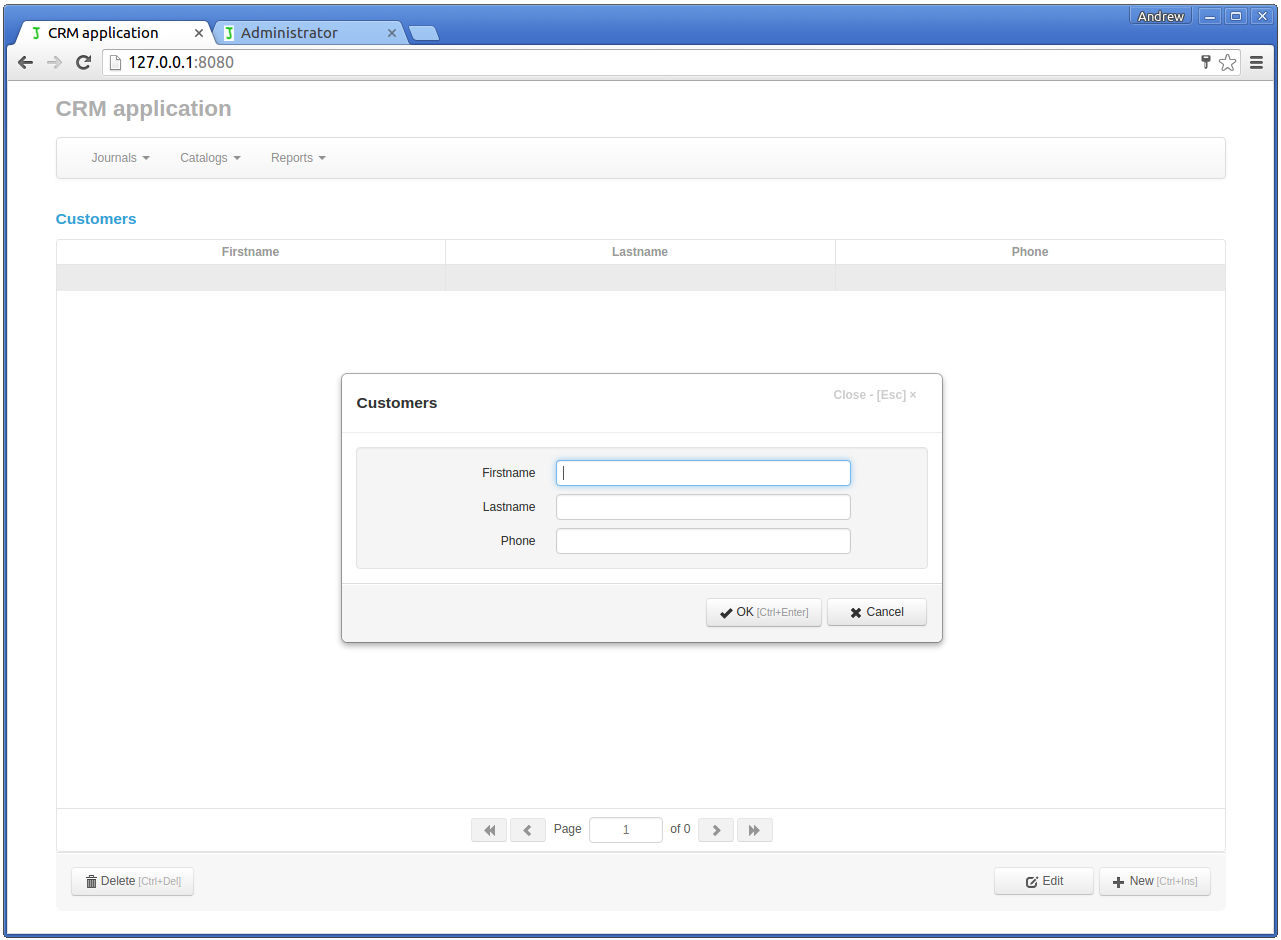 Andrew
CRM application
Administrator
127.0.0.1:8080
CRM application
Journals Catalogs Reports
Customers
Firstname Lastname Phone
Customers Close - [Esc] ×
Firstname
Lastname
Phone
OK [Ctrl+Enter] Cancel
Page 1 of 0
Delete [Ctrl+Del] Edit New [Ctrl+Ins]